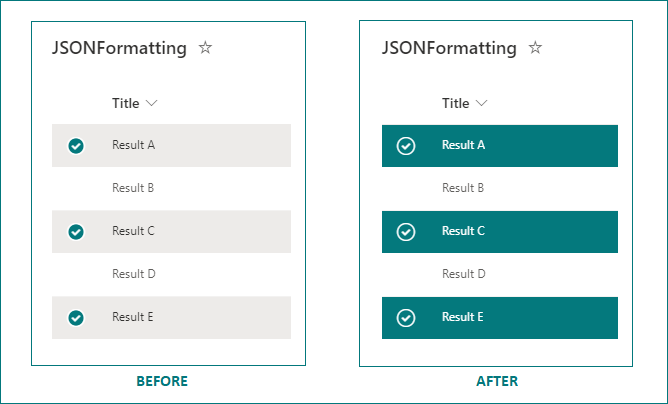 JSONFormatting
Title
Result A
Result B
Result C
Result D
Result E
BEFORE
JSONFormatting
Title
Result A
Result B
Result C
Result D
Result E
AFTER